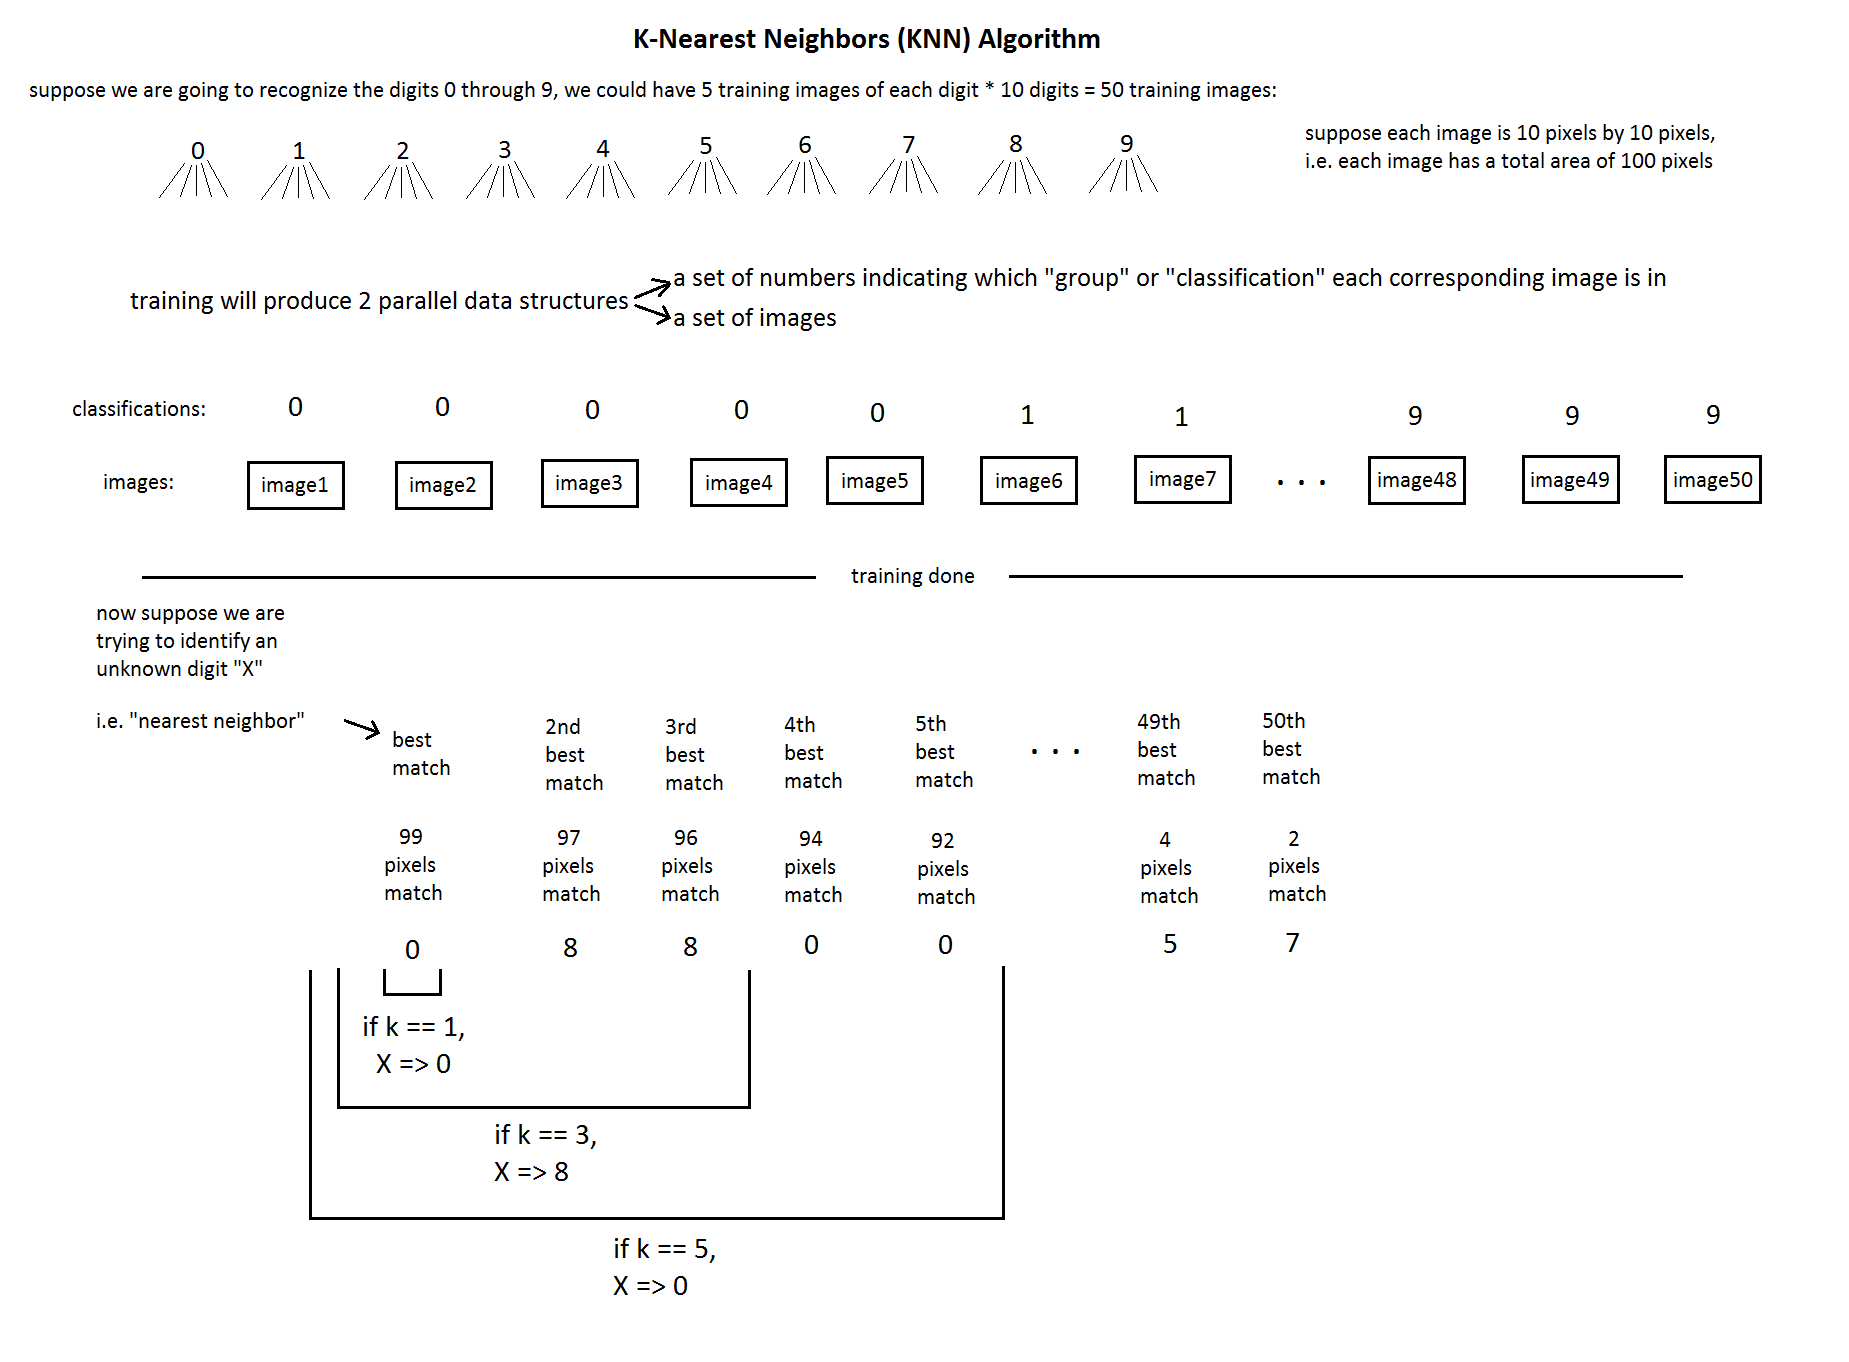 K-Nearest Neighbors (KNN) Algorithm
suppose we are going to recognize the digits 0 through 9, we could have 5 training images of each digit * 10 digits = 50 training images:
suppose each image is 10 pixels by 10 pixels,
i.e. each image has a total area of 100 pixels
0 1 2 3 4 5 6 7 8 9
training will produce 2 parallel data structures
a set of numbers indicating which "group" or "classification" each corresponding image is in
a set of images
classifications: 0 0 0 0 0 1 1 9 9 9
images: image1 image2 image3 image4 image5 image6 image7 . . . image48 image49 image50
training done
now suppose we are
trying to identify an
unknown digit "X"
i.e. "nearest neighbor"
best
match
2nd
best
match
3rd
best
match
4th
best
match
5th
best
match
. . .
49th
best
match
50th
best
match
99
pixels
match
97
pixels
match
96
pixels
match
94
pixels
match
92
pixels
match
4
pixels
match
2
pixels
match
0 8 8 0 0 5 7
if k == 1,
X => 0
if k == 3,
X => 8
if k == 5,
X => 0